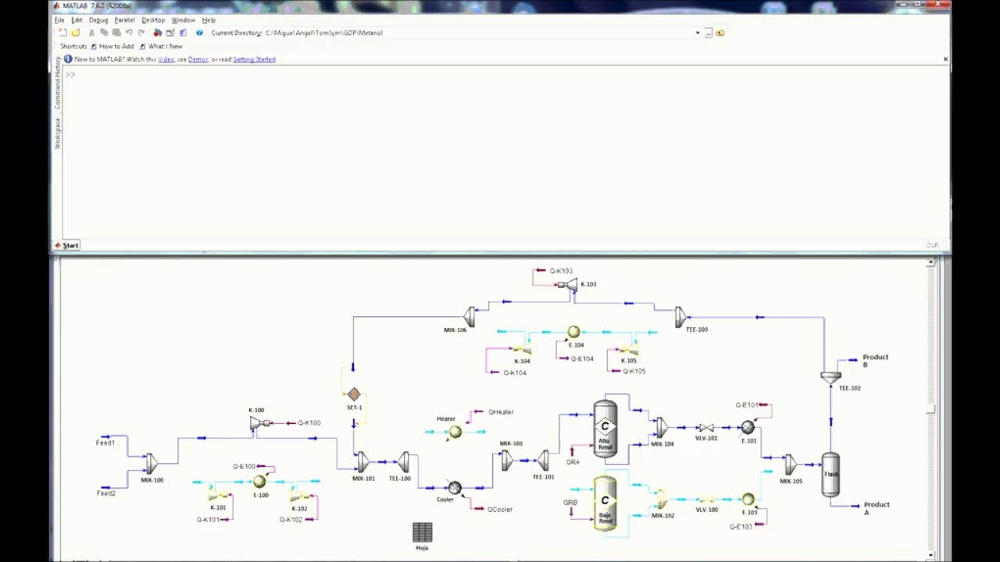 MATLAB 7.6.0 (R2008a)
File Edit Debug Parallel Desktop Window Help
Current Directory: C:\Miguel Angel\TomSym\GDP\Metanol
Shortcuts How to Add What's New
New to MATLAB? Watch this Video, see Demos, or read Getting Started.
>>
Command History
Workspace
Start
OVR
Q-K103
K-103
MIX-106
TEE-103
E-104
K-104
Q-E104
K-105
Q-K104
Q-K105
Product
B
TEE-102
SET-1
K-100
Q-K100
Heater
QHeater
Q-E101
C
Alto
Rend
MIX-104
VLV-101
E-101
Feed1
MIX-100
Feed2
MIX-101
TEE-100
MIX-103
TEE-101
QRA
MIX-105
Flash
Q-E100
E-100
K-101
K-102
Q-K101
Q-K102
Cooler
QCooler
QRB
C
Bajo
Rend
MIX-102
VLV-100
E-103
Q-E103
Product
A
Hoja